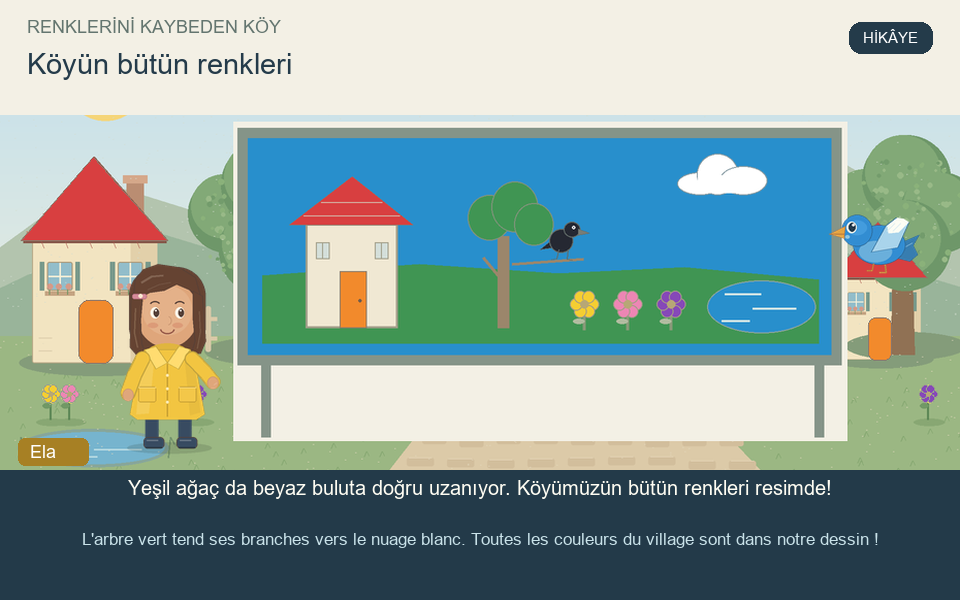 RENKLERİNİ KAYBEDEN KÖY
HİKÂYE
Köyün bütün renkleri
Ela
Yeşil ağaç da beyaz buluta doğru uzanıyor. Köyümüzün bütün renkleri resimde!
L'arbre vert tend ses branches vers le nuage blanc. Toutes les couleurs du village sont dans notre dessin !